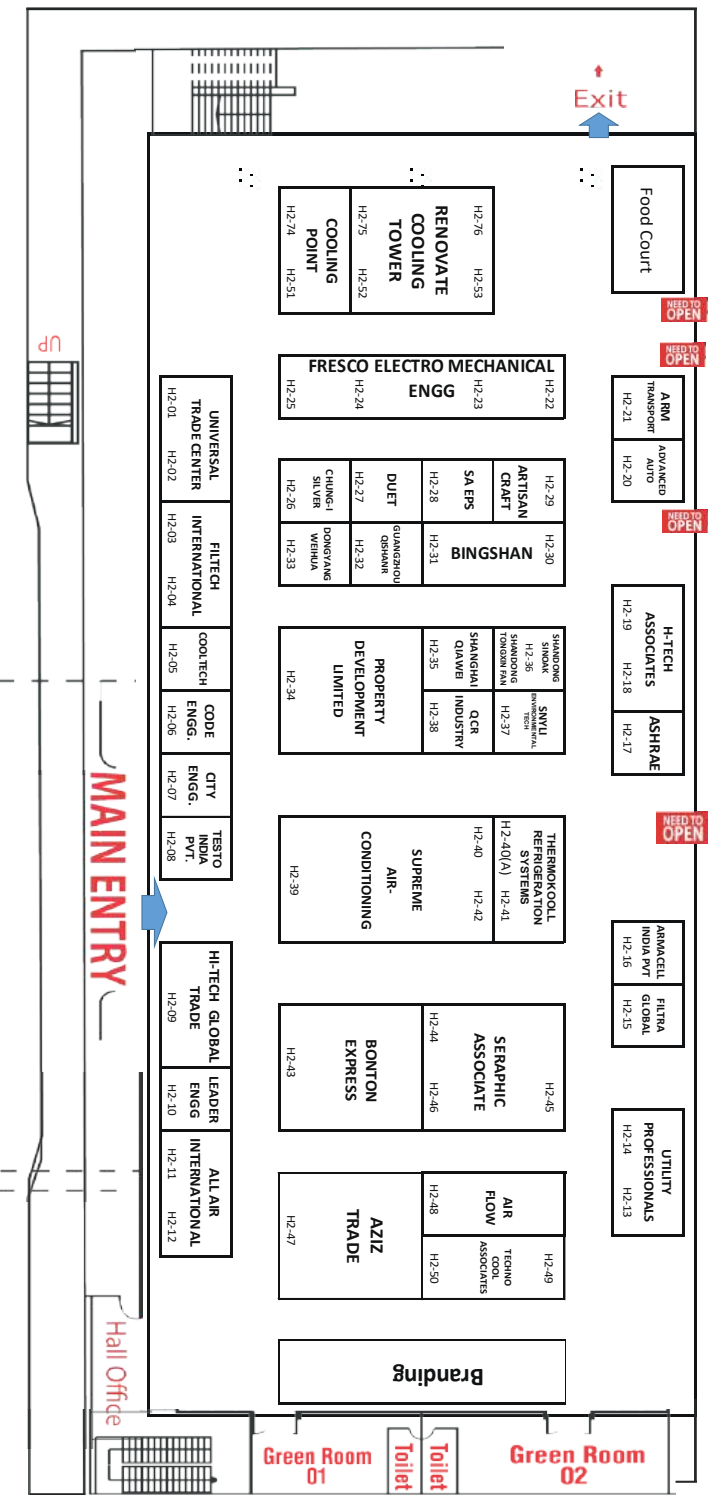 Exit
Food Court
NEED TO
OPEN
NEED TO
OPEN
ARM
TRANSPORT
H2-21
ADVANCED
AUTO
H2-20
NEED TO
OPEN
H-TECH
ASSOCIATES
H2-19 H2-18
ASHRAE
H2-17
NEED TO
OPEN
ARMACELL
INDIA PVT
H2-16
FILTRA
GLOBAL
H2-15
UTILITY
PROFESSIONALS
H2-14 H2-13
H2-76 H2-53
RENOVATE
COOLING
TOWER
H2-75 H2-52
COOLING
POINT
H2-74 H2-51
FRESCO ELECTRO MECHANICAL
ENGG
H2-25
H2-24
H2-23
H2-22
H2-29
ARTISAN
CRAFT
SA EPS
H2-28
DUET
H2-27
CHUNG-I
SILVER
H2-26
H2-30
BINGSHAN
H2-31
GUANGZHOU
QISHANR
H2-32
DONGYANG
WEIHUA
H2-33
SHANDONG
SINOAK
H2-36
SHANDONG
TONGXIN FAN
SNYLI
ENVIRONMENTAL
TECH
H2-37
SHANGHAI
QIAWEI
H2-35
QCR
INDUSTRY
H2-38
PROPERTY
DEVELOPMENT
LIMITED
H2-34
THERMOKOOLL
REFRIGERATION
SYSTEMS
H2-40(A) H2-41
H2-40 H2-42
SUPREME
AIR-
CONDITIONING
H2-39
H2-45
SERAPHIC
ASSOCIATE
H2-44 H2-46
BONTON
EXPRESS
H2-43
AIR
FLOW
H2-48
H2-49
TECHNO
COOL
ASSOCIATES
H2-50
AZIZ
TRADE
H2-47
Branding
UNIVERSAL
TRADE CENTER
H2-01 H2-02
FILTECH
INTERNATIONAL
H2-03 H2-04
COOLTECH
H2-05
CODE
ENGG.
H2-06
CITY
ENGG.
H2-07
TESTO
INDIA
PVT.
H2-08
HI-TECH GLOBAL
TRADE
H2-09
LEADER
ENGG
H2-10
ALL AIR
INTERNATIONAL
H2-11 H2-12
UP
MAIN ENTRY
Hall Office
Green Room
01
Toilet
Toilet
Green Room
02